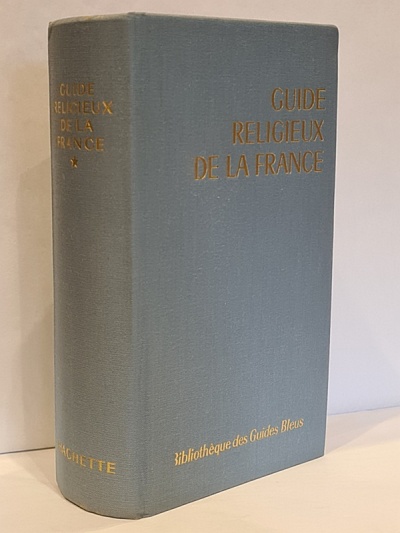 GUIDE
RELIGIEUX
DE LA
FRANCE
*
HACHETTE
GUIDE
RELIGIEUX
DE LA FRANCE
Bibliothèque des Guides Bleus